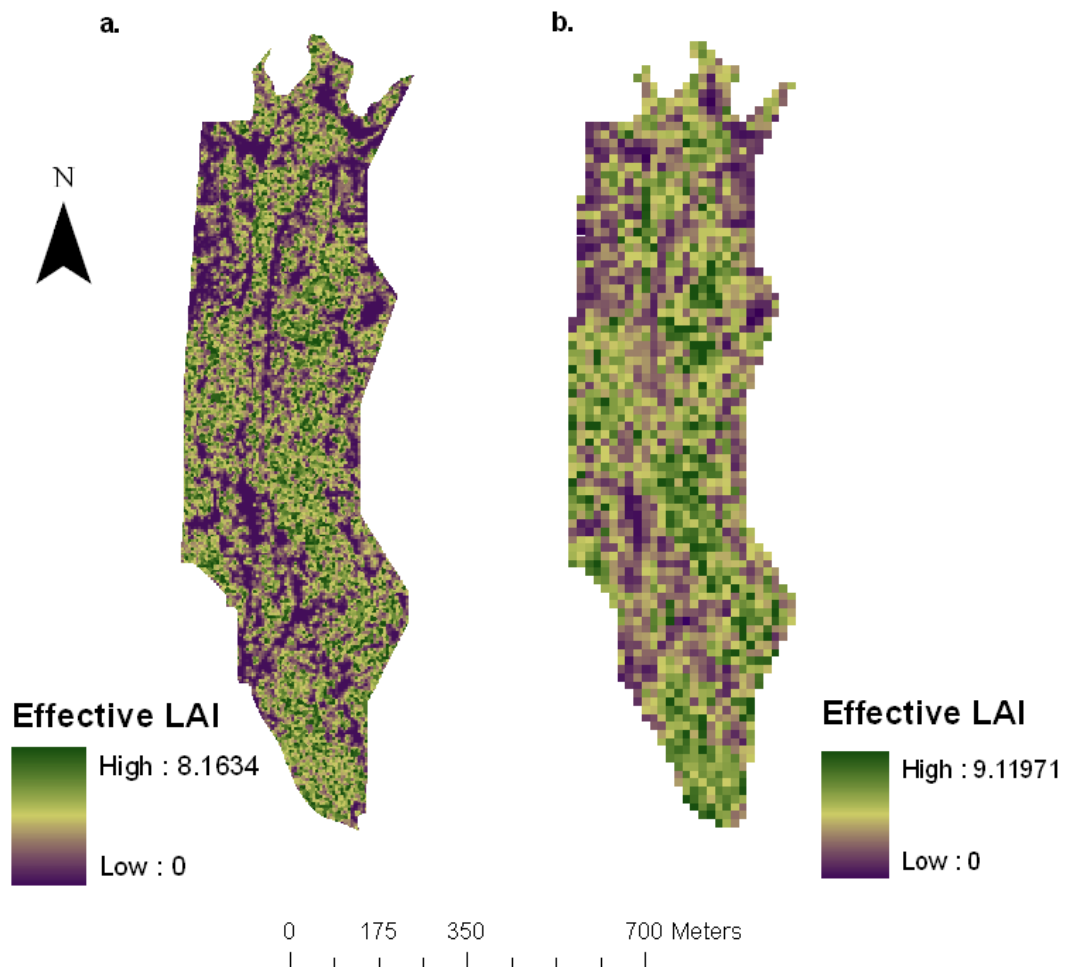 a.
b.
N
Effective LAI
High : 8.1634
Low : 0
Effective LAI
High : 9.11971
Low : 0
0 175 350 700 Meters